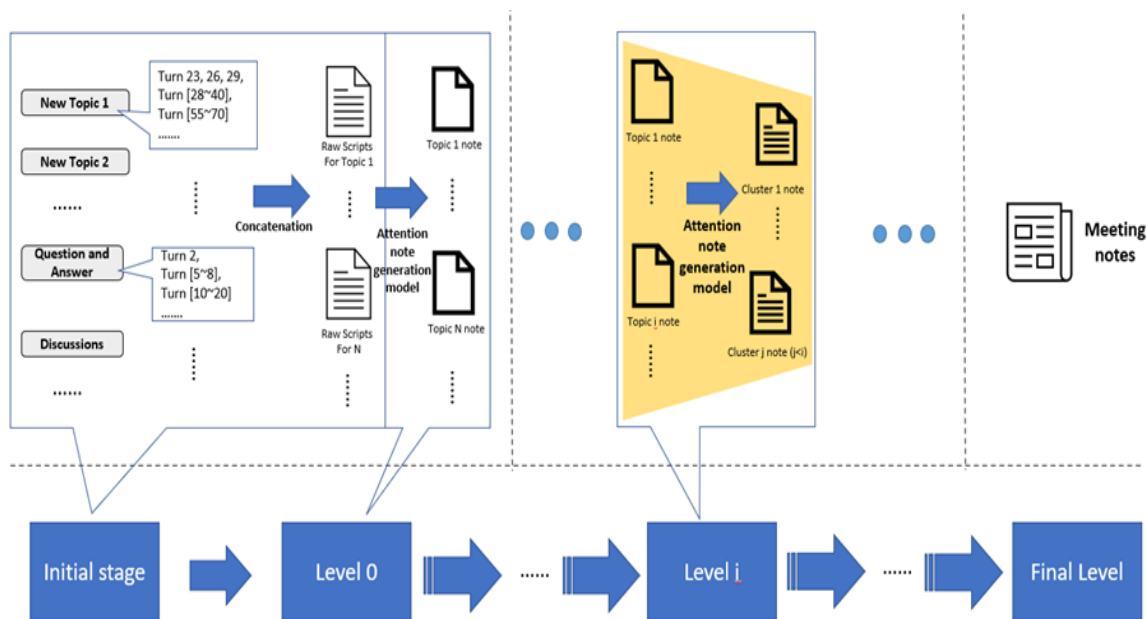 New Topic 1
Turn 23, 26, 29,
Turn [28~40],
Turn [55~70]
.......
New Topic 2
......
Question and
Answer
Turn 2,
Turn [5~8],
Turn [10~20]
.......
Discussions
......
Concatenation
Raw Scripts
For Topic 1
Raw Scripts
For N
Attention
note
generation
model
Topic 1 note
Topic N note
Topic 1 note
Topic i note
Attention
note
generation
model
Cluster 1 note
Cluster j note (j<i)
Meeting
notes
Initial stage
Level 0
......
Level i
......
Final Level